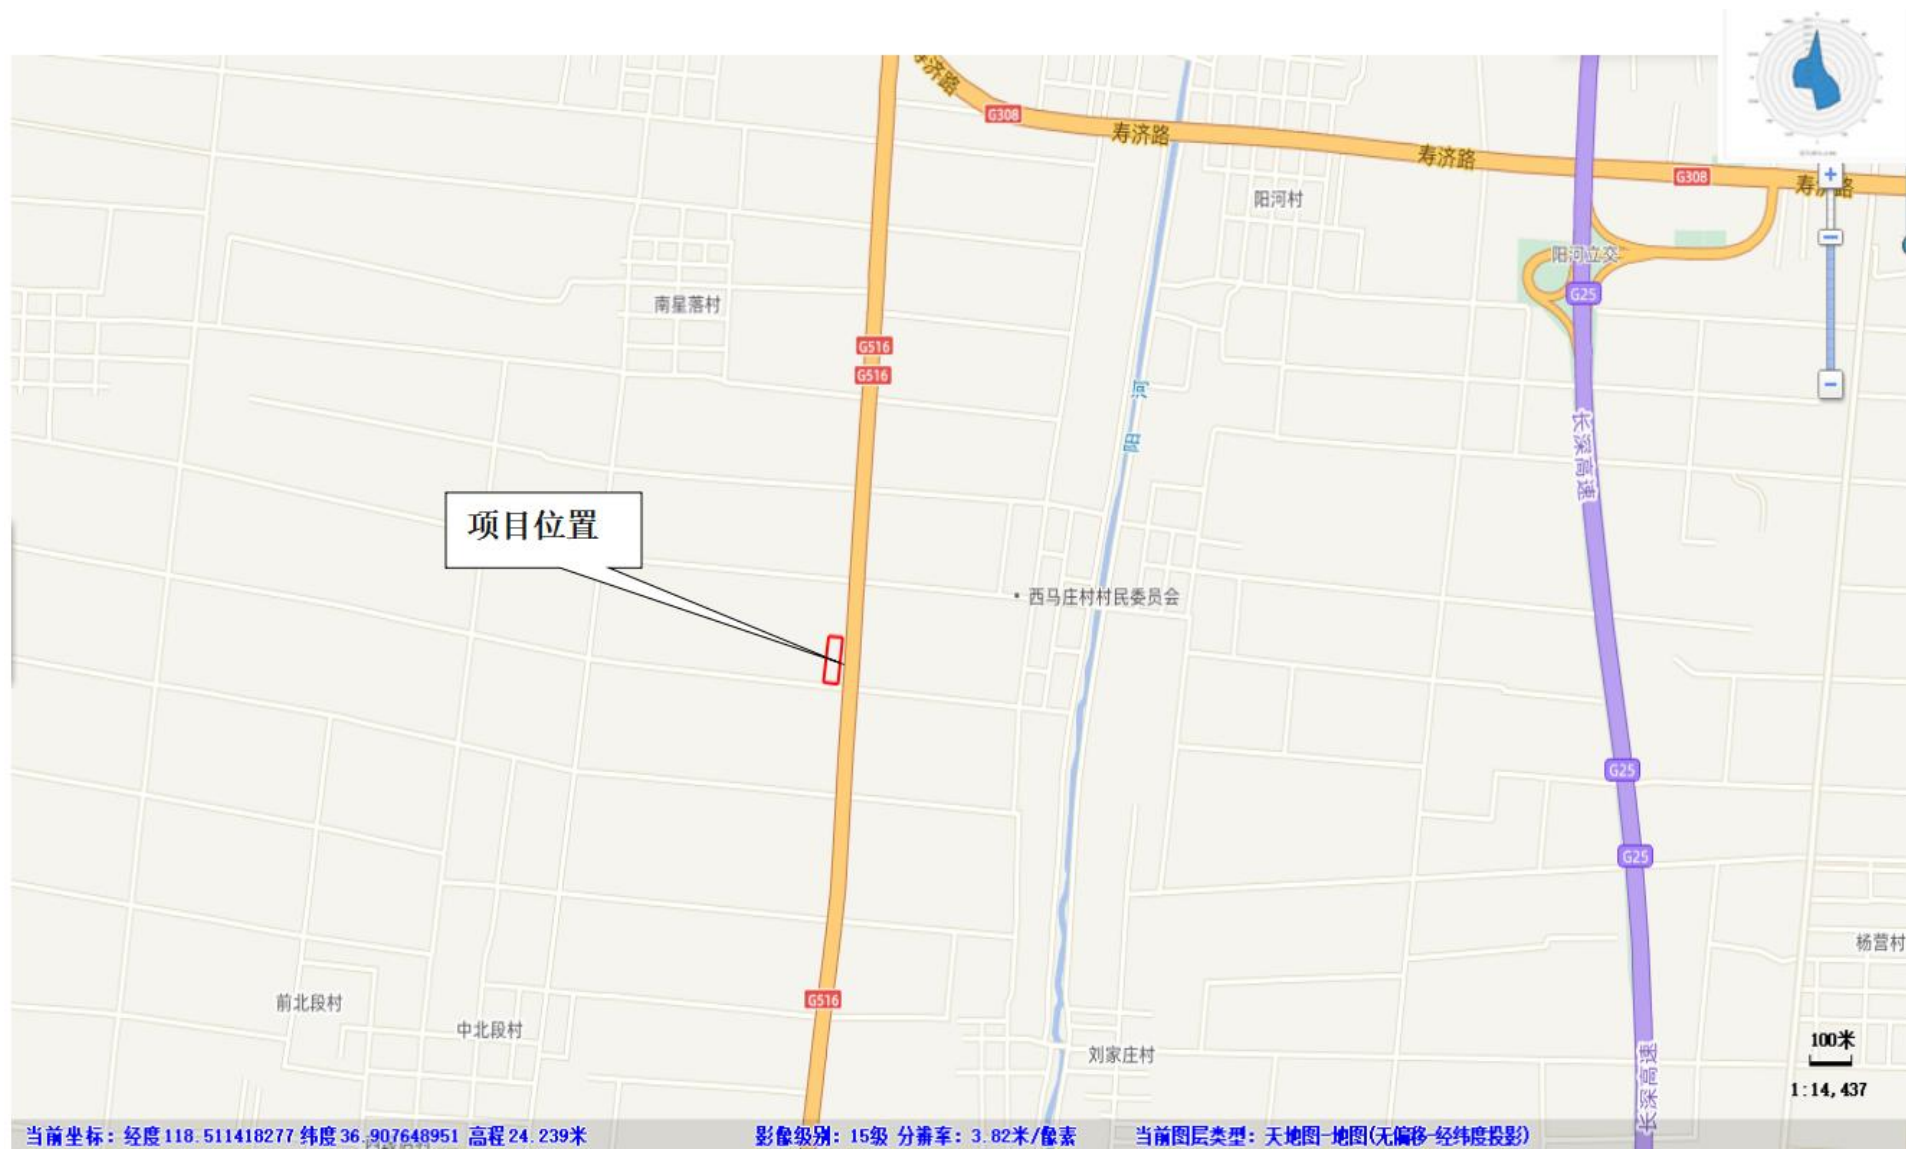 寿济路
G308
寿济路
寿济路
G308
寿济路
阳河村
阳河立交
G25
南星落村
G516
G516
阳河
长深高速
项目位置
西马庄村村民委员会
G25
G25
杨营村
前北段村
G516
中北段村
刘家庄村
100米
长深高速
1:14,437
当前坐标: 经度118.511418277 纬度36.907648951 高程24.239米
影像级别: 15级 分辨率: 3.82米/像素
当前图层类型: 天地图-地图(无偏移-经纬度投影)